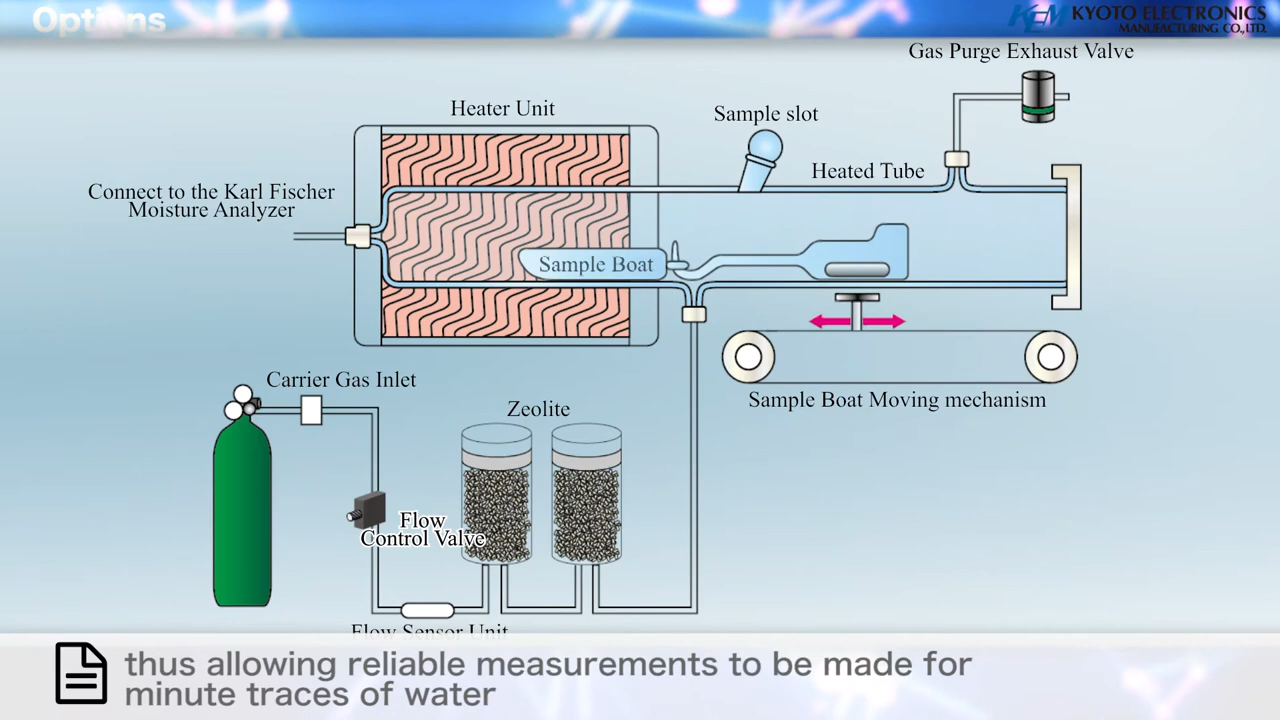 Options
KEM KYOTO ELECTRONICS
MANUFACTURING CO.,LTD.
Gas Purge Exhaust Valve
Heater Unit
Sample slot
Heated Tube
Connect to the Karl Fischer
Moisture Analyzer
Sample Boat
Carrier Gas Inlet
Zeolite
Sample Boat Moving mechanism
Flow
Control Valve
Flow Sensor Unit
thus allowing reliable measurements to be made for
minute traces of water